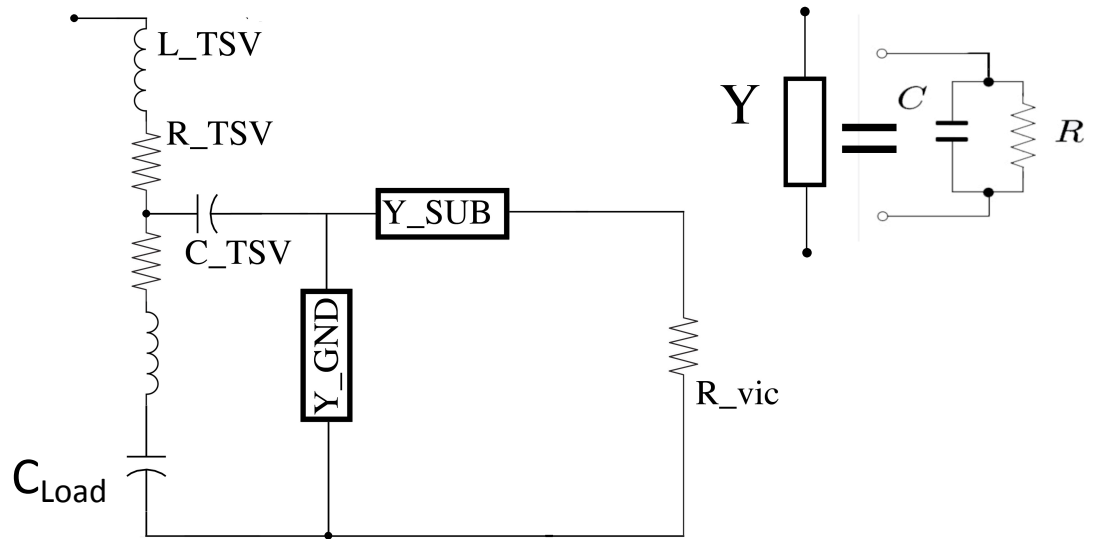 L_TSV
R_TSV
C_TSV
Y_SUB
Y_GND
R_vic
CLoad
Y
C
R